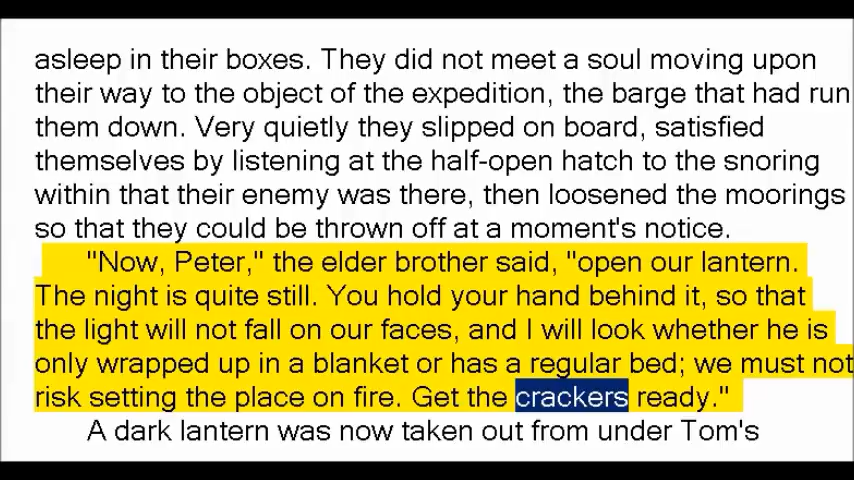 asleep in their boxes. They did not meet a soul moving upon
their way to the object of the expedition, the barge that had run
them down. Very quietly they slipped on board, satisfied
themselves by listening at the half-open hatch to the snoring
within that their enemy was there, then loosened the moorings
so that they could be thrown off at a moment's notice.
"Now, Peter," the elder brother said, "open our lantern.
The night is quite still. You hold your hand behind it, so that
the light will not fall on our faces, and I will look whether he is
only wrapped up in a blanket or has a regular bed; we must not
risk setting the place on fire. Get the crackers ready."
A dark lantern was now taken out from under Tom's